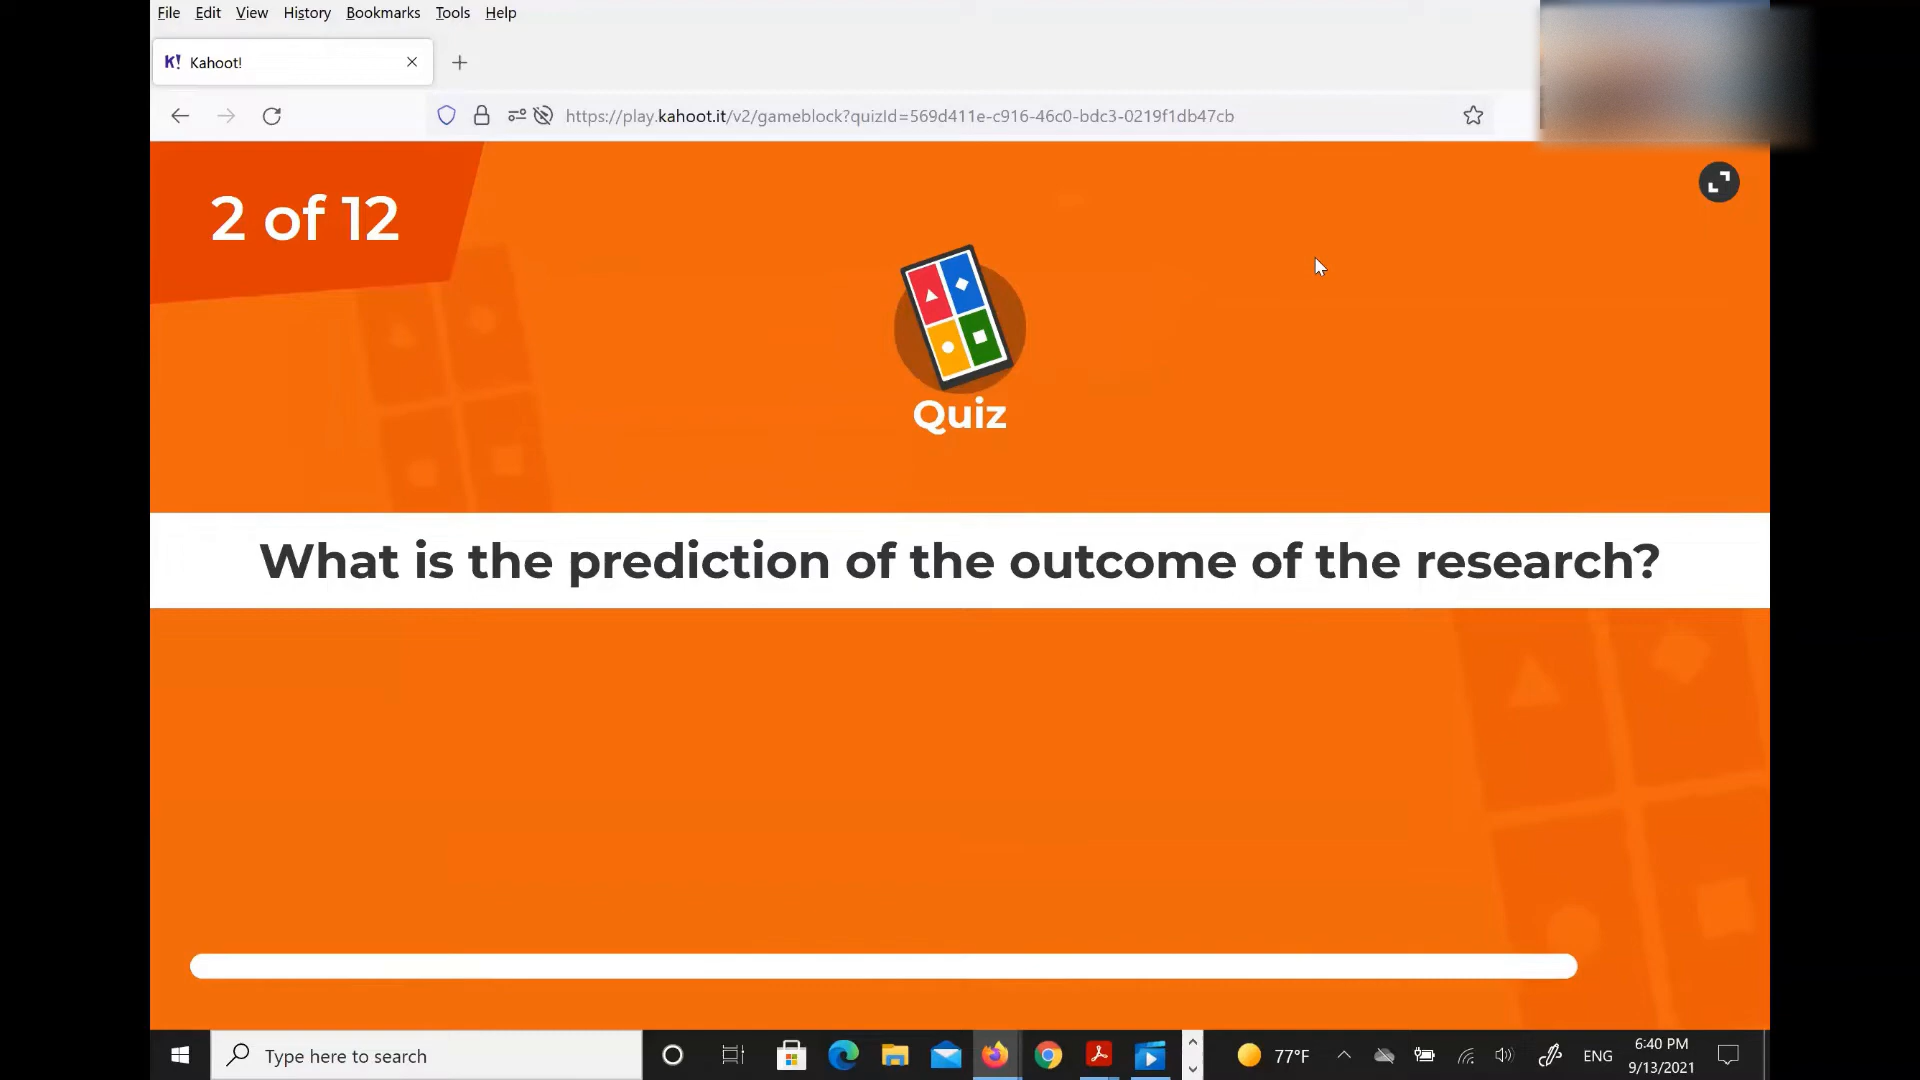 File Edit View History Bookmarks Tools Help
K! Kahoot!
https://play.kahoot.it/v2/gameblock?quizId=569d411e-c916-46c0-bdc3-0219f1db47cb
2 of 12
Quiz
What is the prediction of the outcome of the research?
Type here to search
77°F
ENG
6:40 PM
9/13/2021